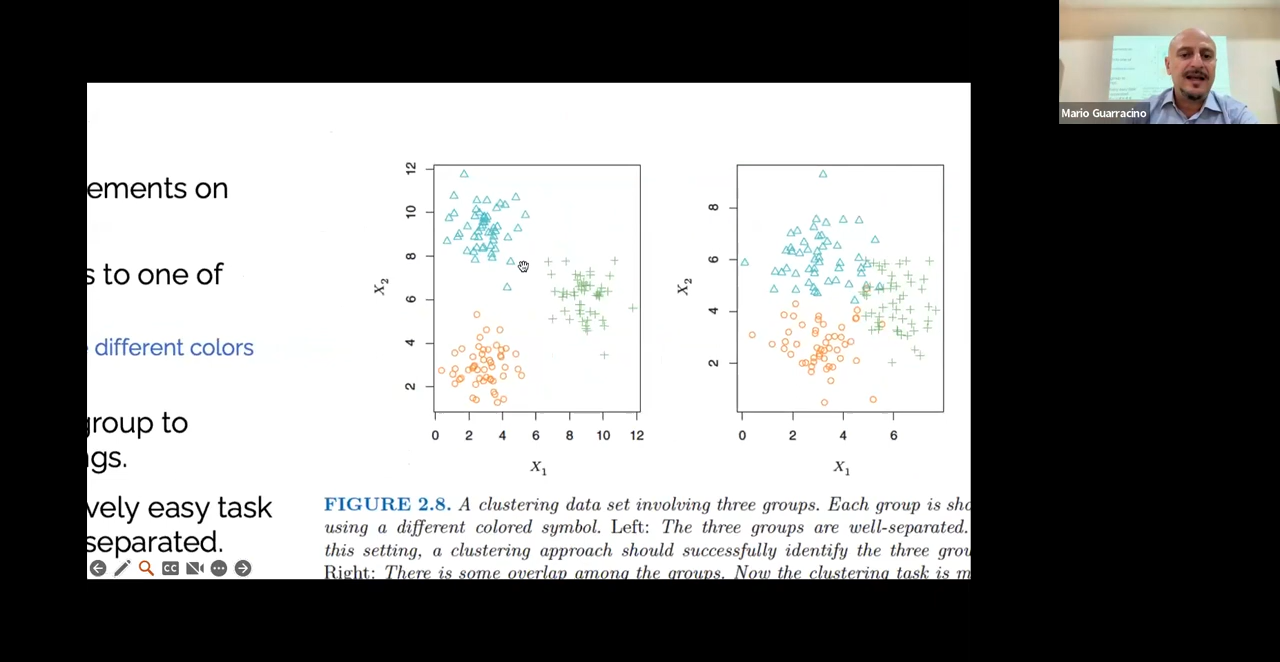 ements on
s to one of
different colors
group to
gs.
vely easy task
separated.
12
10
8
6
4
2
X2
0 2 4 6 8 10 12
X1
8
6
4
2
X2
0 2 4 6
X1
FIGURE 2.8. A clustering data set involving three groups. Each group is sho
using a different colored symbol. Left: The three groups are well-separated.
this setting, a clustering approach should successfully identify the three grou
Right: There is some overlap among the groups. Now the clustering task is m
CC
Mario Guarracino